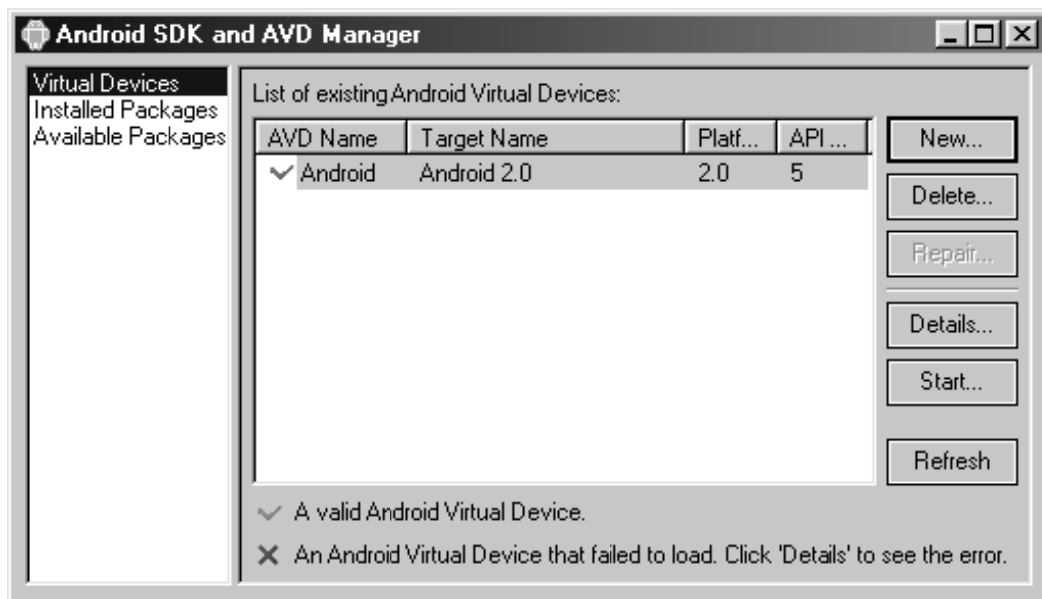 Android SDK and AVD Manager
Virtual Devices
Installed Packages
Available Packages
List of existing Android Virtual Devices:
AVD Name Target Name Platf... API ...
Android Android 2.0 2.0 5
New...
Delete...
Repair...
Details...
Start...
Refresh
A valid Android Virtual Device.
An Android Virtual Device that failed to load. Click 'Details' to see the error.